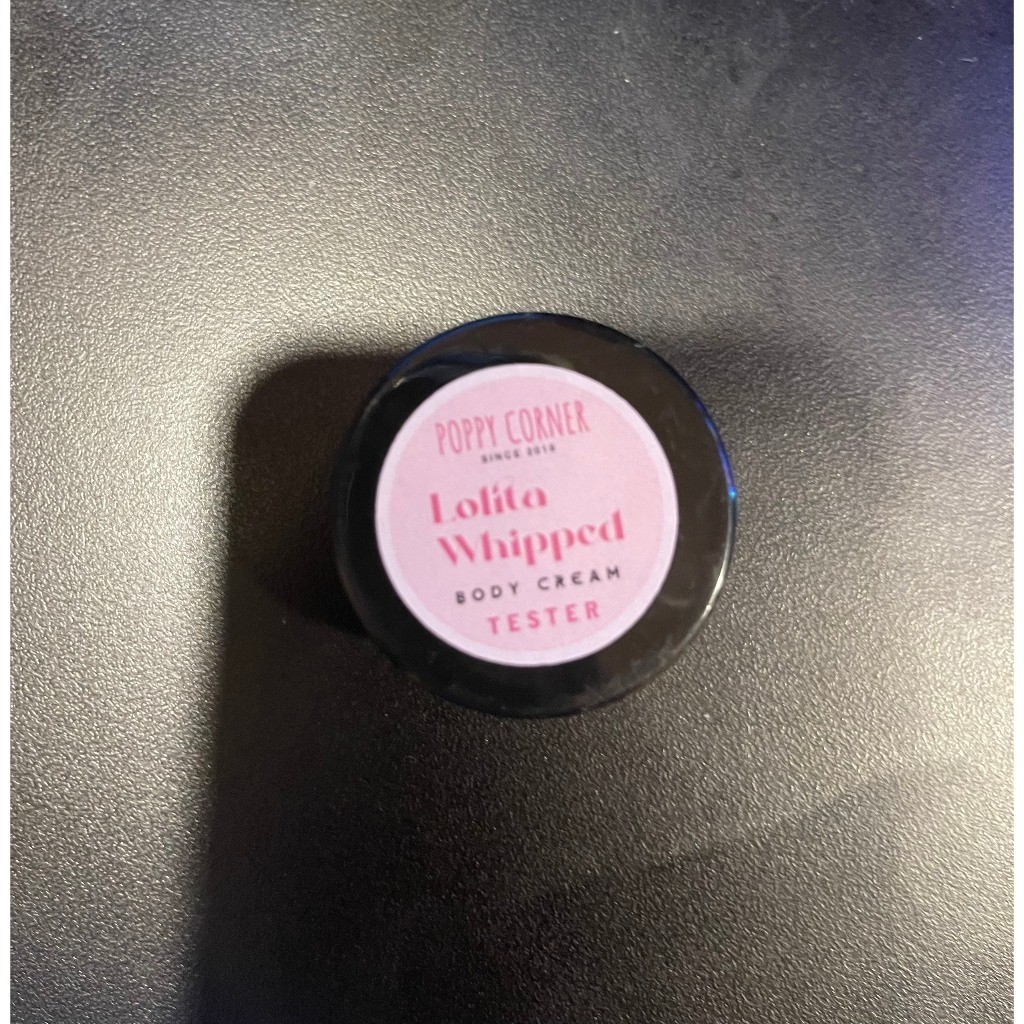 POPPY CORNER
SINCE 2018
Lolita
Whipped
BODY CREAM
TESTER